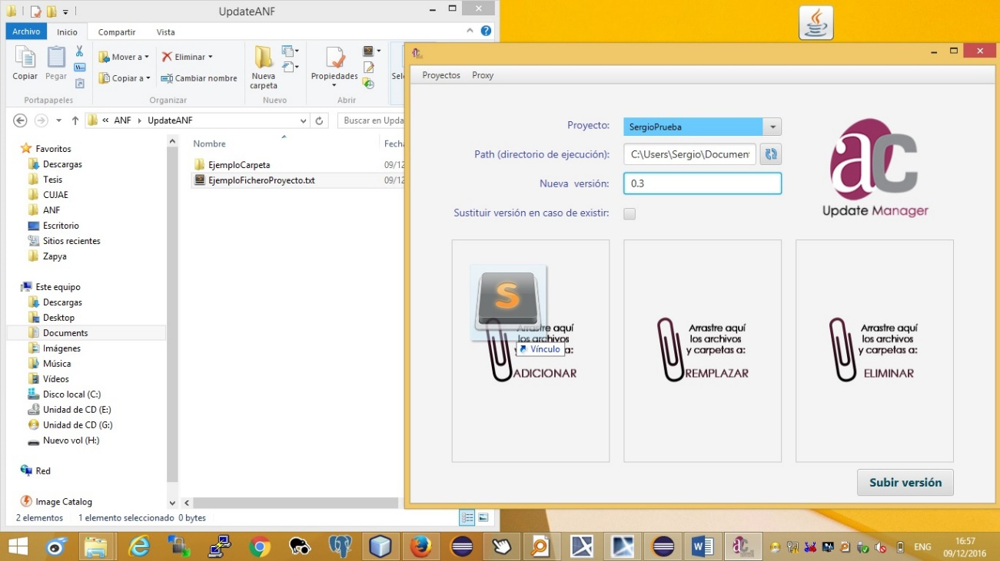 UpdateANF
Archivo Inicio Compartir Vista
Copiar Pegar
Mover a
Copiar a
Eliminar
Cambiar nombre
Nueva
carpeta
Propiedades
Portapapeles Organizar Nuevo Abrir
« ANF UpdateANF
Buscar en Upda
Favoritos
Descargas
Tesis
CUJAE
ANF
Escritorio
Sitios recientes
Zapya
Este equipo
Descargas
Desktop
Documents
Imágenes
Música
Vídeos
Disco local (C:)
Unidad de CD (E:)
Unidad de CD (G:)
Nuevo vol (H:)
Red
Image Catalog
Nombre
EjemploCarpeta 09/12
EjemploFicheroProyecto.txt 09/12
2 elementos 1 elemento seleccionado 0 bytes
Proyectos Proxy
Proyecto: SergioPrueba
Path (directorio de ejecución): C:\Users\Sergio\Documen
Nueva versión: 0.3
Sustituir versión en caso de existir:
ac
Update Manager
S
Arrastre aquí
los archivos
y a:
Vínculo
ADICIONAR
Arrastre aquí
los archivos
y carpetas a:
REMPLAZAR
Arrastre aquí
los archivos
y carpetas a:
ELIMINAR
Subir versión
ENG
16:57
09/12/2016